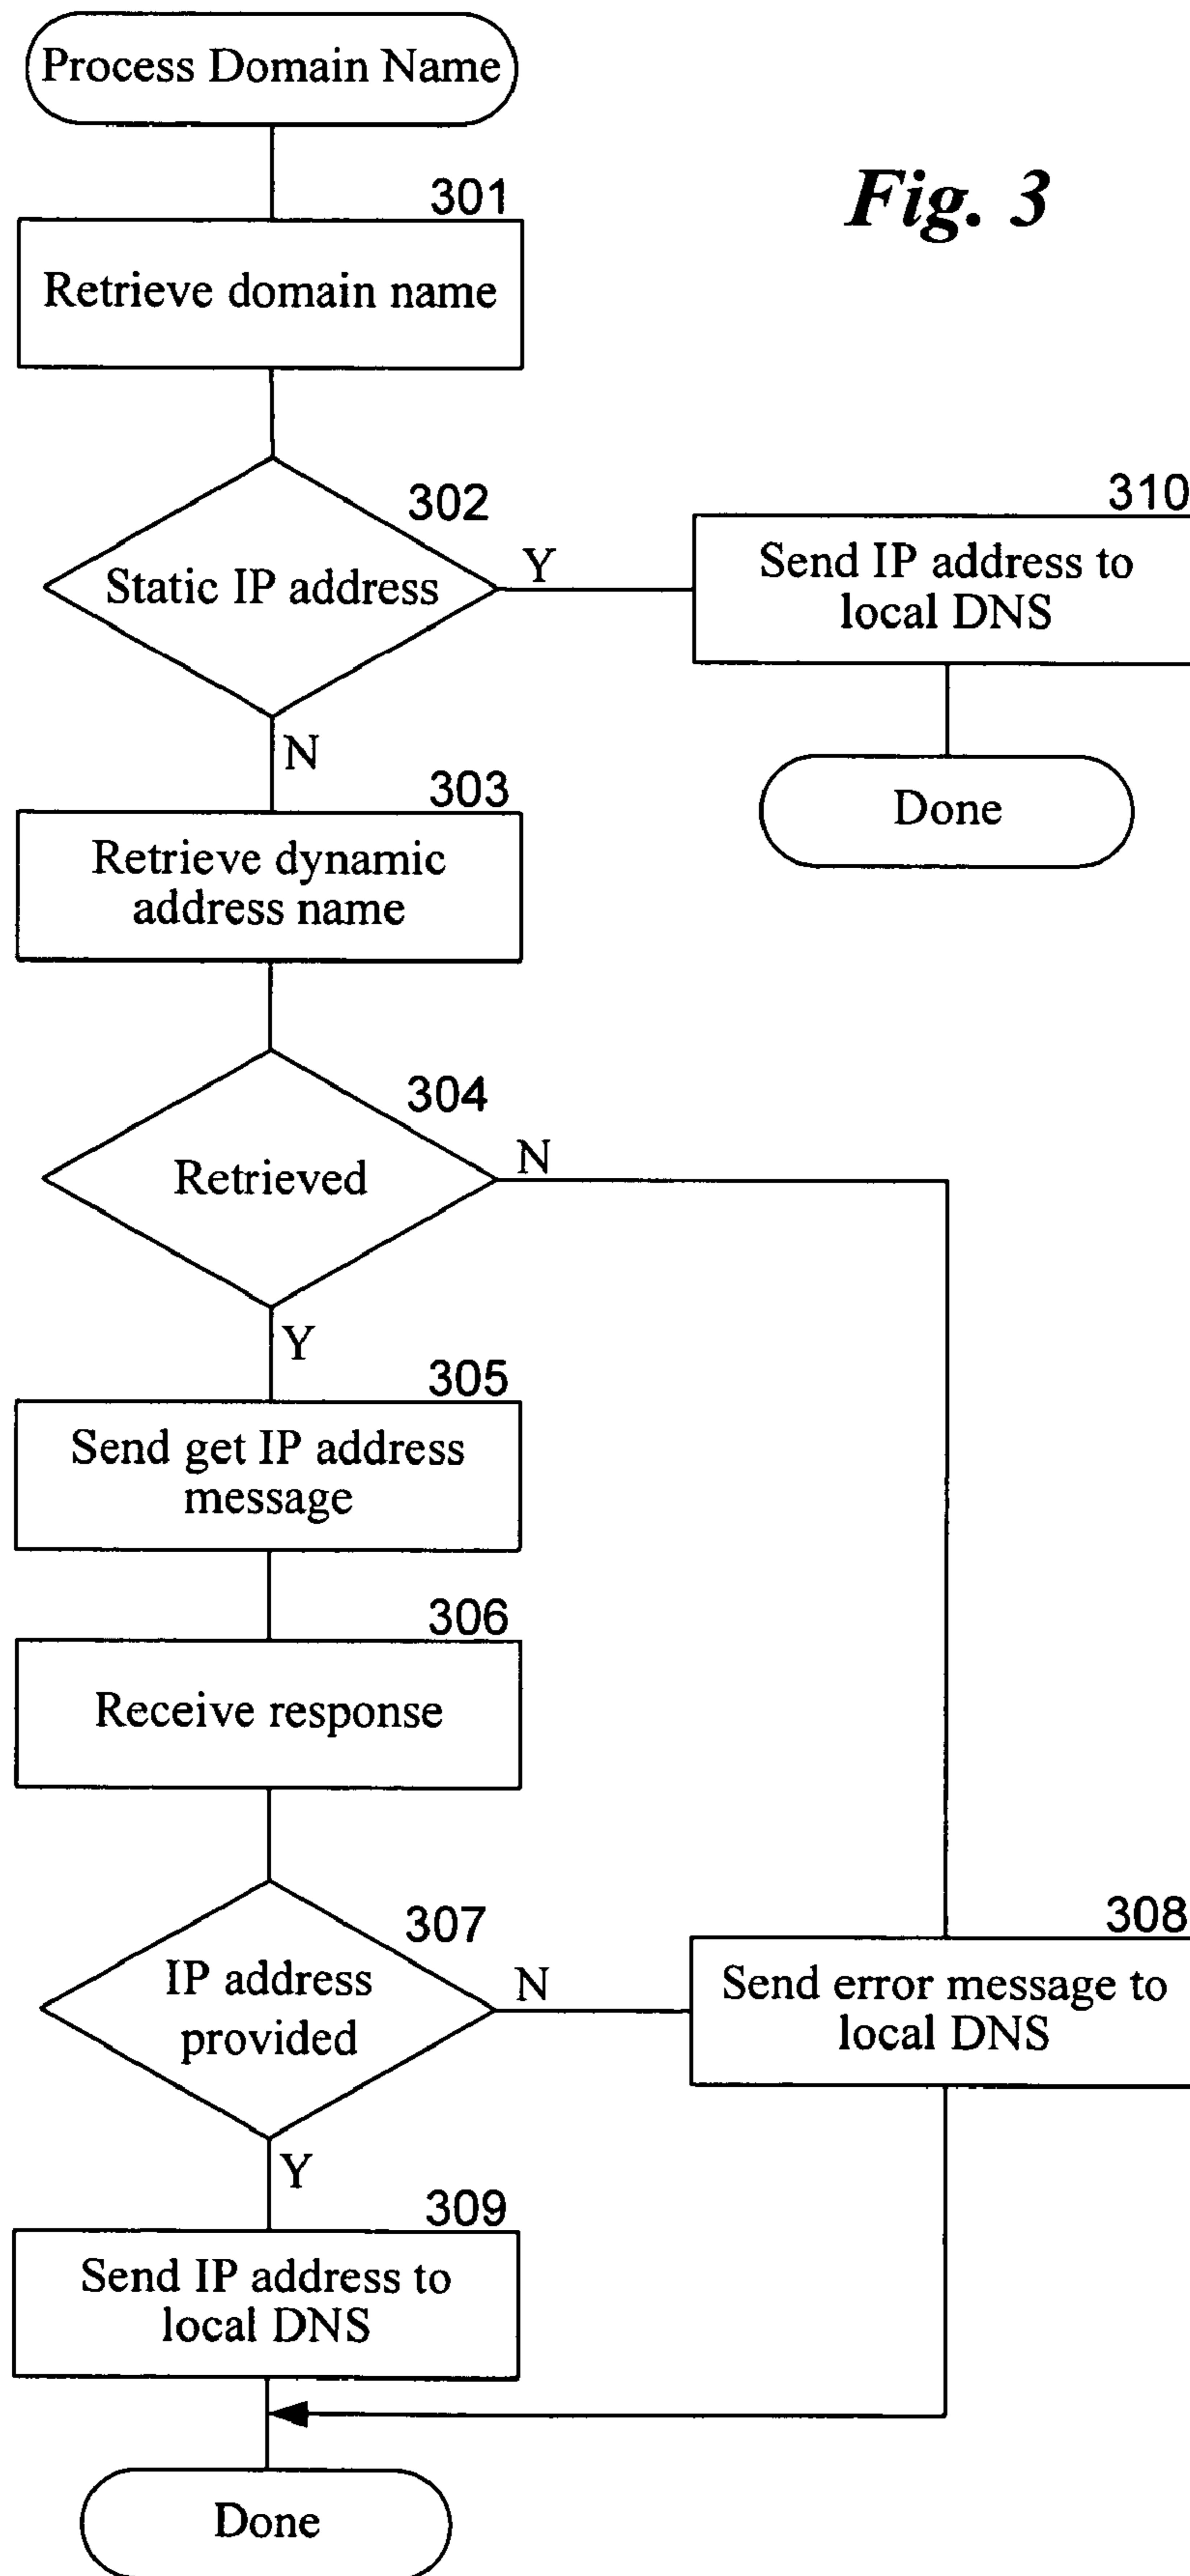 Process Domain Name
Fig. 3
301
Retrieve domain name
302
Static IP address
Y
310
Send IP address to
local DNS
Done
N
303
Retrieve dynamic
address name
304
Retrieved
N
Y
305
Send get IP address
message
306
Receive response
307
IP address
provided
N
308
Send error message to
local DNS
Y
309
Send IP address to
local DNS
Done